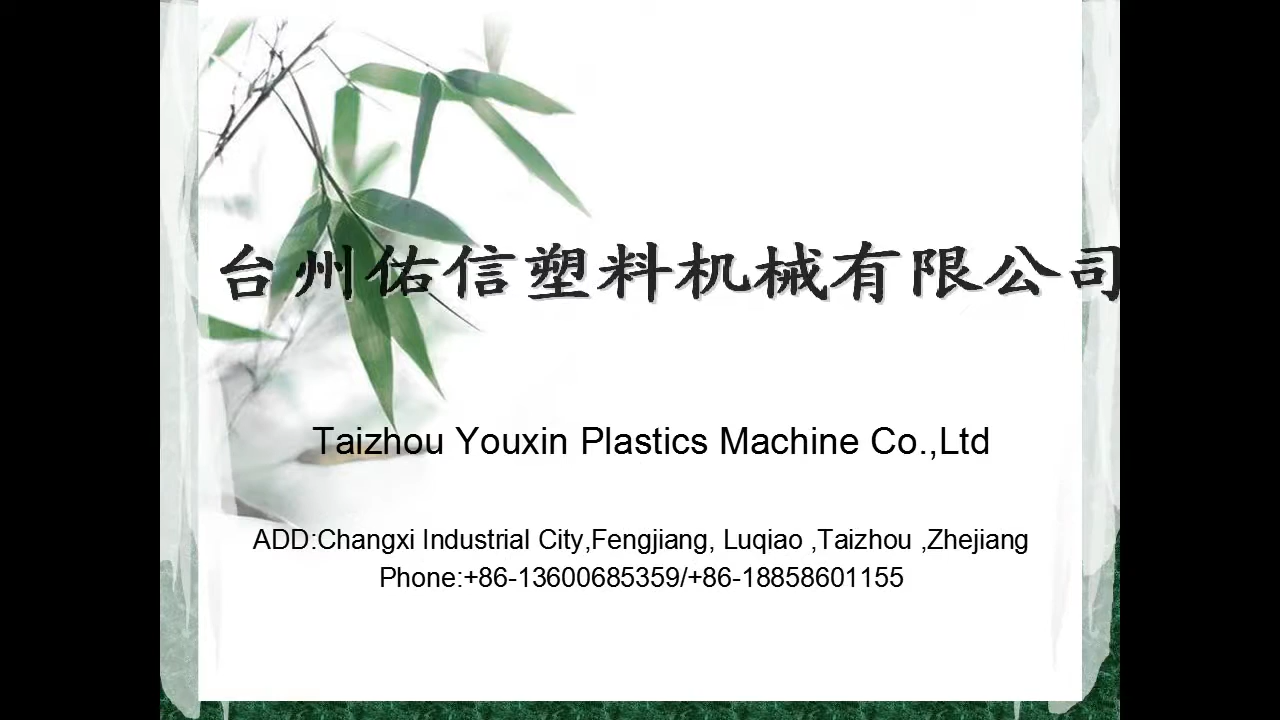 台州佑信塑料机械有限公司
Taizhou Youxin Plastics Machine Co.,Ltd
ADD:Changxi Industrial City,Fengjiang, Luqiao ,Taizhou ,Zhejiang
Phone:+86-13600685359/+86-18858601155